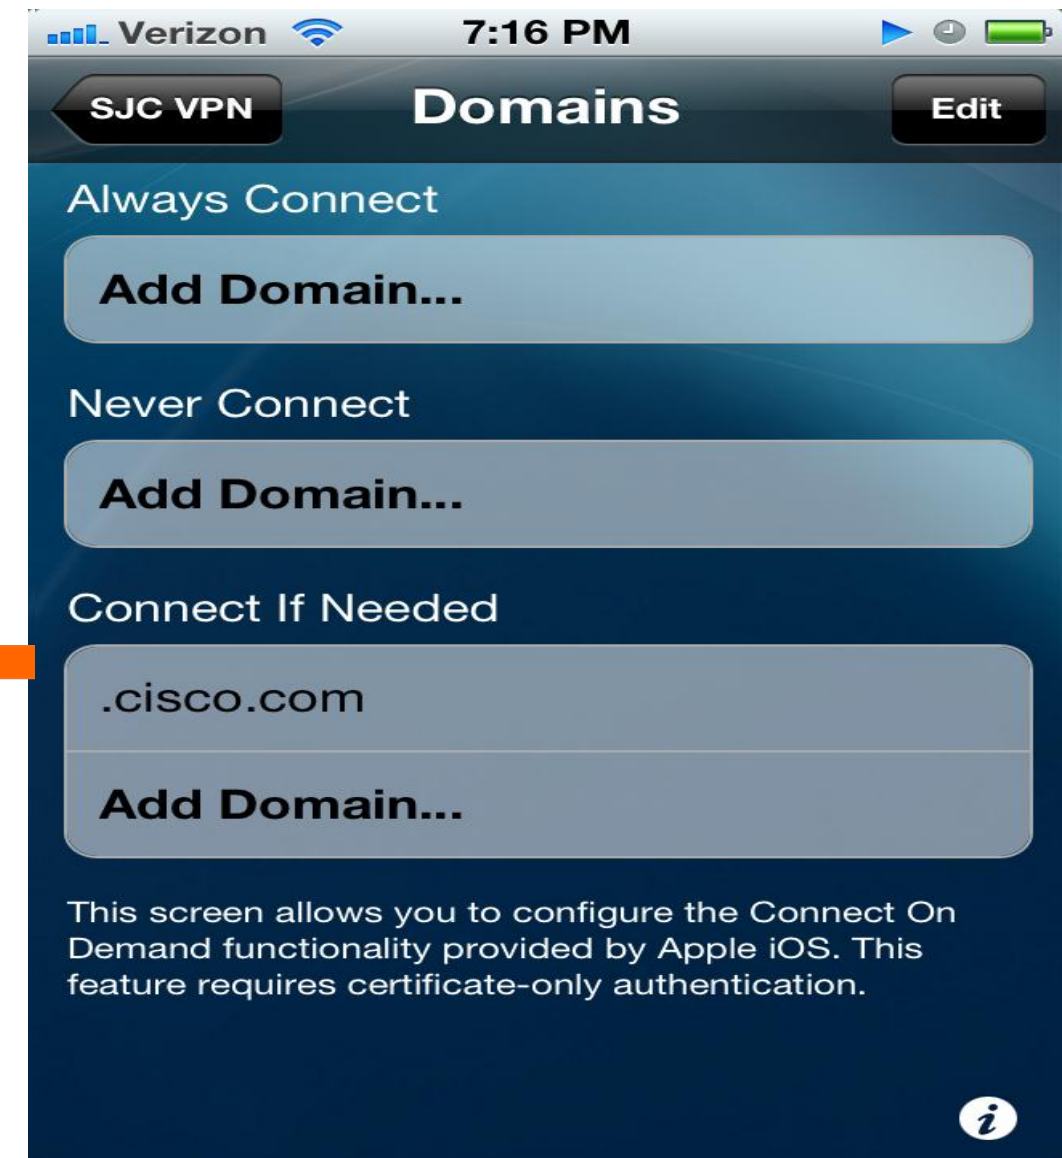 Verizon 7:16 PM
SJC VPN Domains Edit
Always Connect
Add Domain...
Never Connect
Add Domain...
Connect If Needed
.cisco.com
Add Domain...
This screen allows you to configure the Connect On
Demand functionality provided by Apple iOS. This
feature requires certificate-only authentication.
i